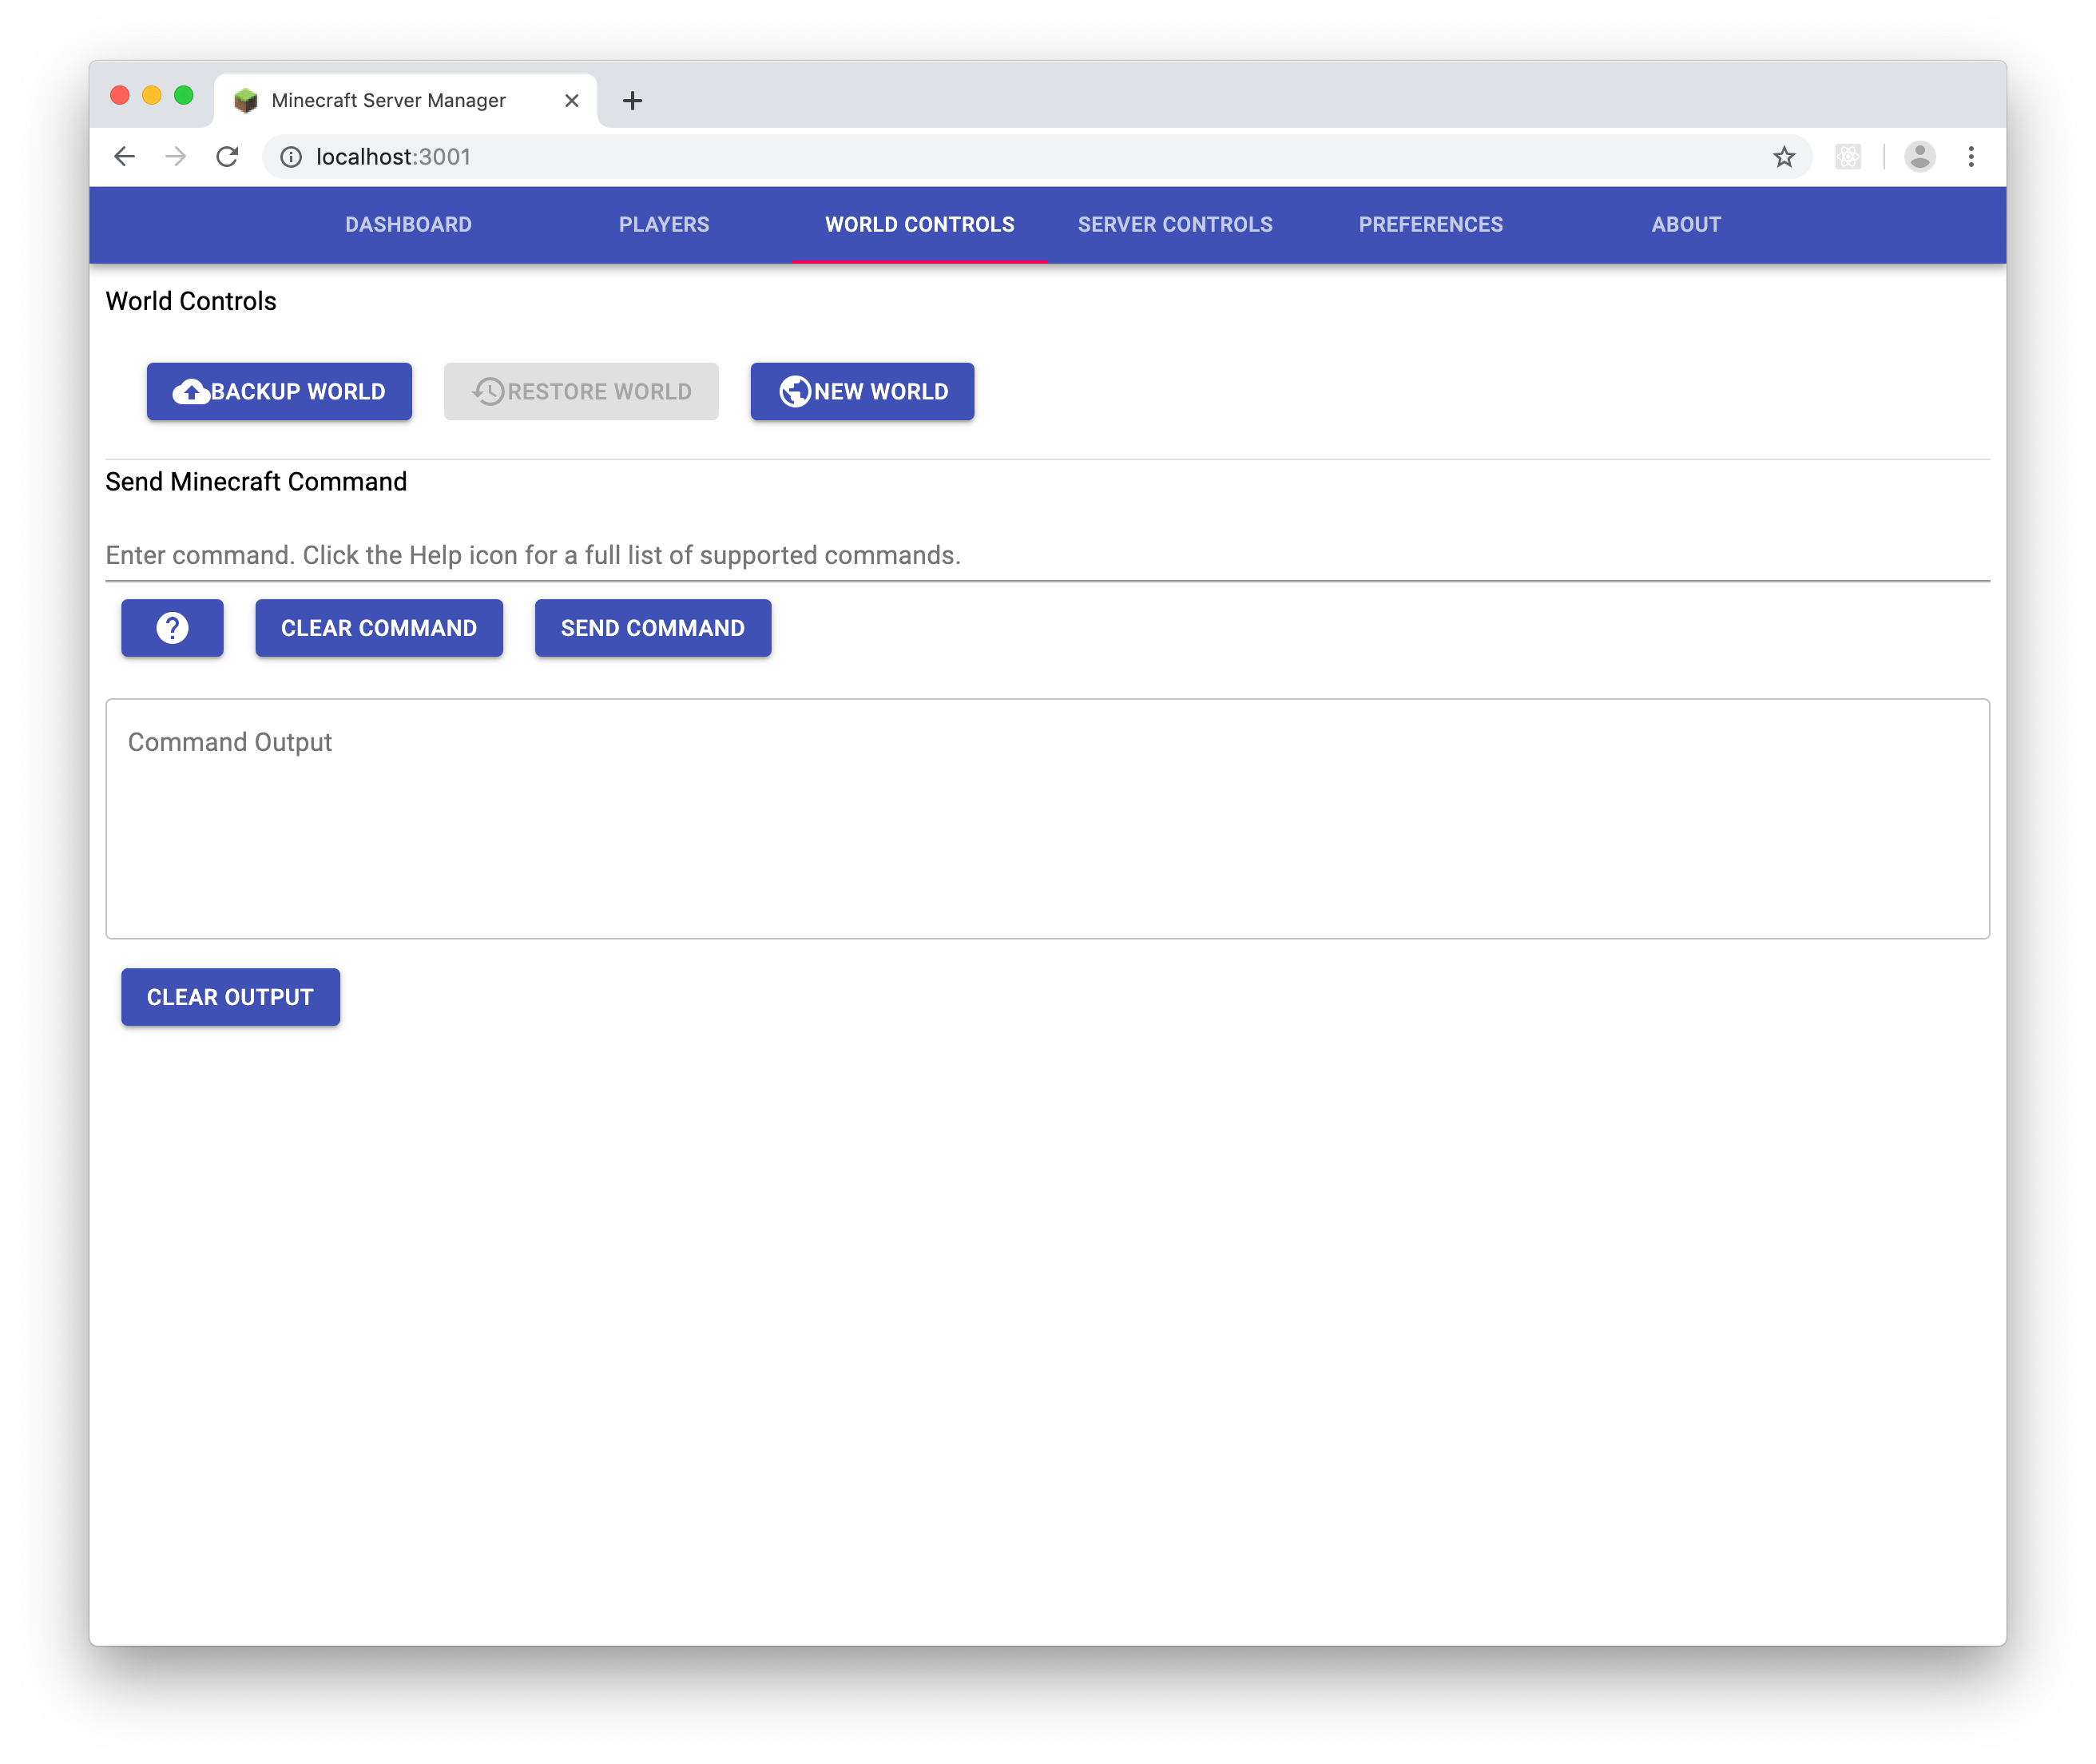 Minecraft Server Manager
localhost:3001
DASHBOARD PLAYERS WORLD CONTROLS SERVER CONTROLS PREFERENCES ABOUT
World Controls
BACKUP WORLD RESTORE WORLD NEW WORLD
Send Minecraft Command
Enter command. Click the Help icon for a full list of supported commands.
? CLEAR COMMAND SEND COMMAND
Command Output
CLEAR OUTPUT